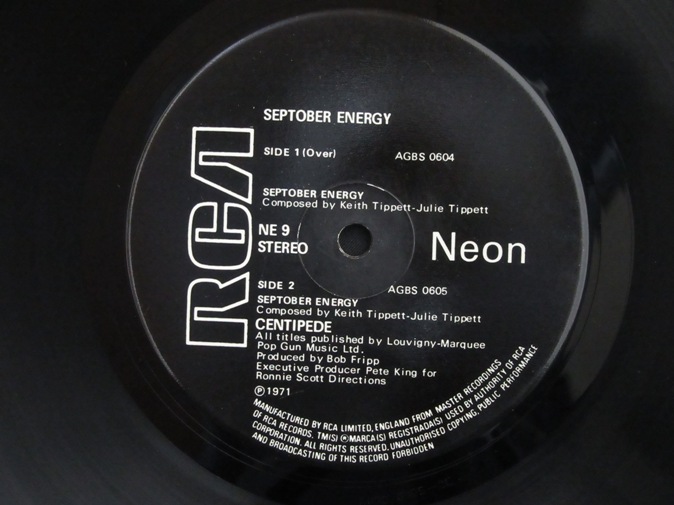 RCA
SEPTOBER ENERGY
SIDE 1 (Over) AGBS 0604
SEPTOBER ENERGY
Composed by Keith Tippett-Julie Tippett
NE 9
STEREO
Neon
SIDE 2 AGBS 0605
SEPTOBER ENERGY
Composed by Keith Tippett-Julie Tippett
CENTIPEDE
All titles published by Louvigny-Marquee
Pop Gun Music Ltd.
Produced by Bob Fripp
Executive Producer Pete King for
Ronnie Scott Directions
℗1971
MANUFACTURED BY RCA LIMITED, ENGLAND FROM MASTER RECORDINGS
OF RCA RECORDS. TM(S) ® MARCA(S) REGISTRADA(S) USED BY AUTHORITY OF RCA
CORPORATION. ALL RIGHTS RESERVED. UNAUTHORISED COPYING, PUBLIC PERFORMANCE
AND BROADCASTING OF THIS RECORD FORBIDDEN